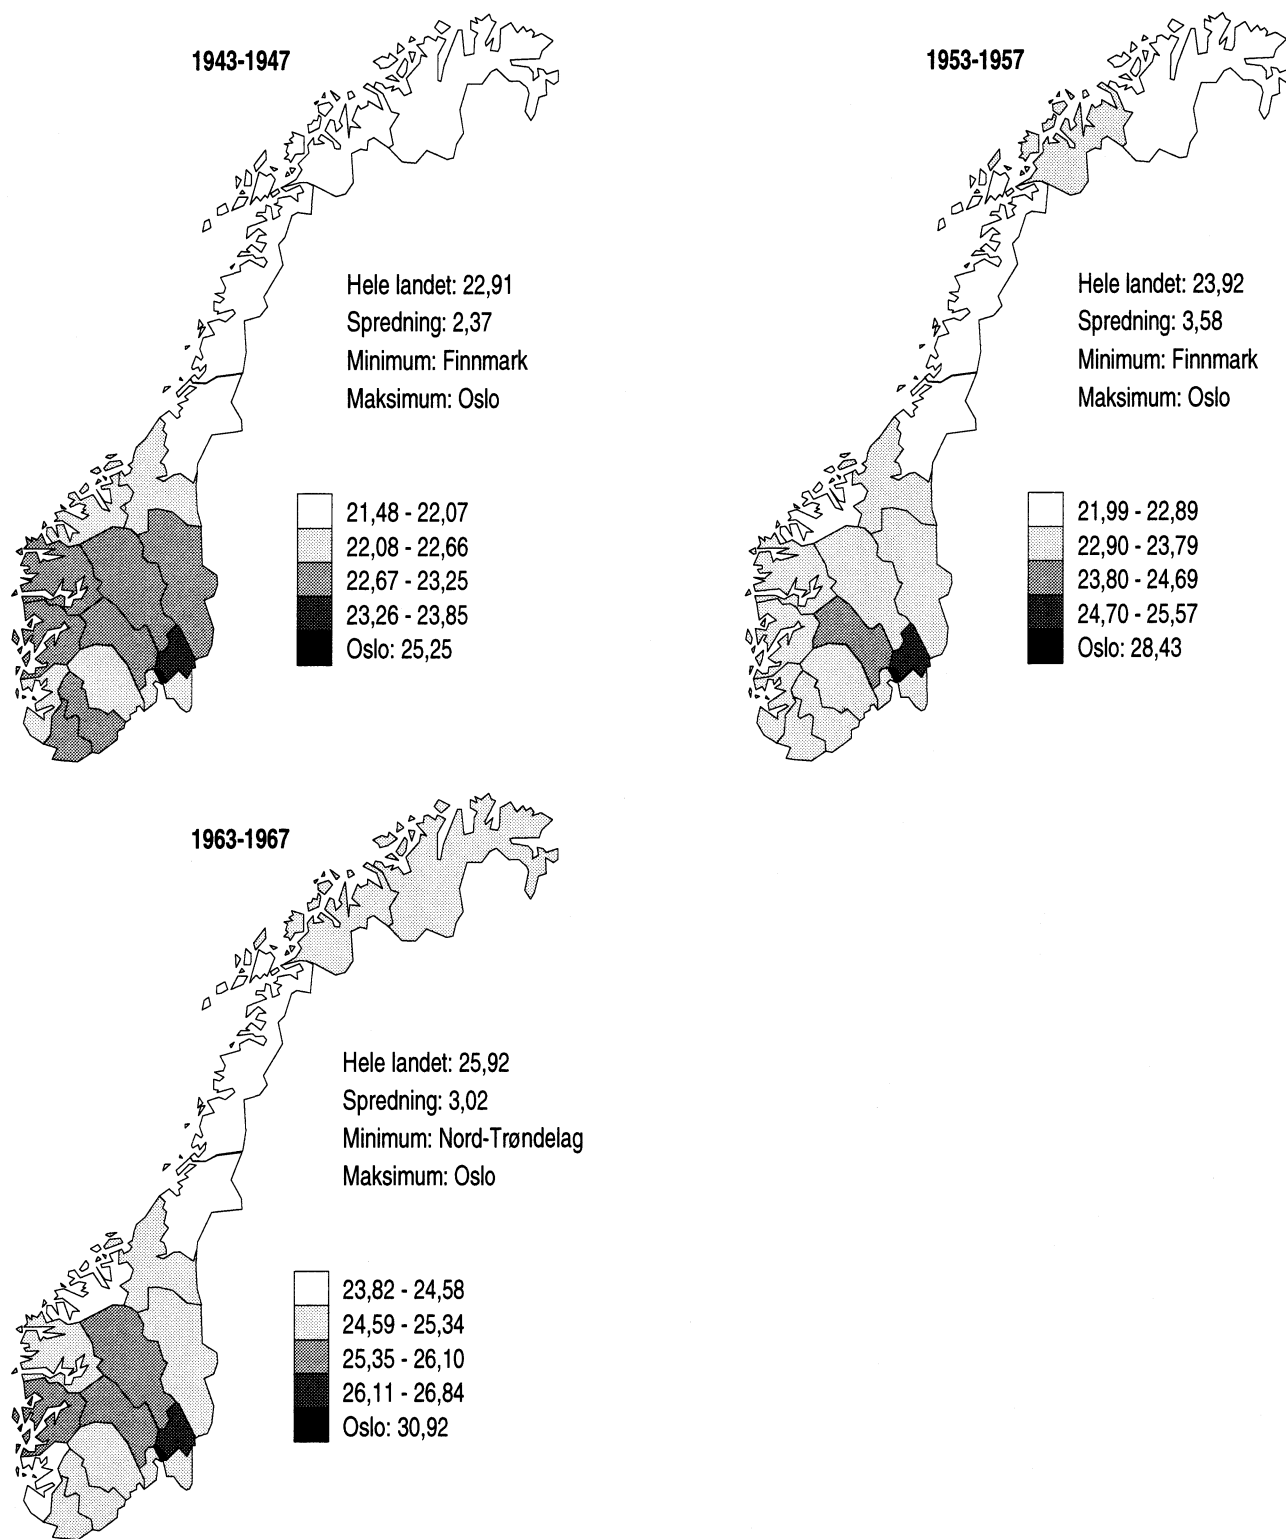 1943-1947
Hele landet: 22,91
Spredning: 2,37
Minimum: Finnmark
Maksimum: Oslo
21,48 - 22,07
22,08 - 22,66
22,67 - 23,25
23,26 - 23,85
Oslo: 25,25
1953-1957
Hele landet: 23,92
Spredning: 3,58
Minimum: Finnmark
Maksimum: Oslo
21,99 - 22,89
22,90 - 23,79
23,80 - 24,69
24,70 - 25,57
Oslo: 28,43
1963-1967
Hele landet: 25,92
Spredning: 3,02
Minimum: Nord-Trøndelag
Maksimum: Oslo
23,82 - 24,58
24,59 - 25,34
25,35 - 26,10
26,11 - 26,84
Oslo: 30,92